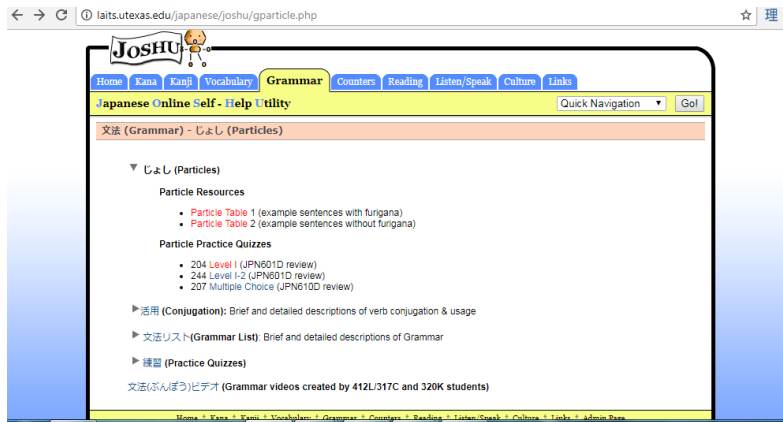 laits.utexas.edu/japanese/joshu/gparticle.php
理
JOSHU
Home Kana Kanji Vocabulary Grammar Counters Reading Listen/Speak Culture Links
Japanese Online Self - Help Utility Quick Navigation Go!
文法 (Grammar) - じょし (Particles)
じょし (Particles)
Particle Resources
Particle Table 1 (example sentences with furigana)
Particle Table 2 (example sentences without furigana)
Particle Practice Quizzes
204 Level I (JPN601D review)
244 Level I-2 (JPN601D review)
207 Multiple Choice (JPN610D review)
活用 (Conjugation): Brief and detailed descriptions of verb conjugation & usage
文法リスト(Grammar List): Brief and detailed descriptions of Grammar
練習 (Practice Quizzes)
文法(ぶんぽう)ビデオ (Grammar videos created by 412L/317C and 320K students)
Home * Kana * Kanji * Vocabulary * Grammar * Counters * Reading * Listen/Speak * Culture * Links * Admin Page